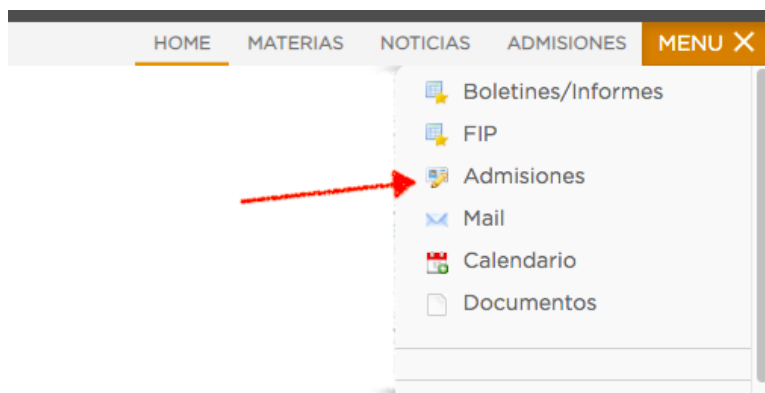 HOME MATERIAS NOTICIAS ADMISIONES MENU X
Boletines/Informes
FIP
Admisiones
Mail
Calendario
Documentos